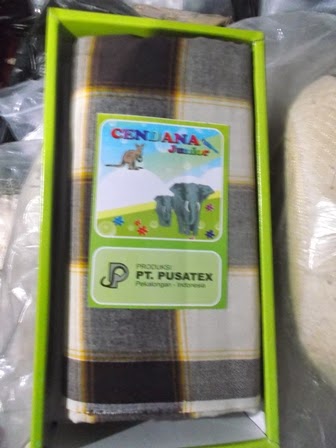 CENDANA
Junior
PRODUKSI
PT. PUSATEX
Pekalongan - Indonesia